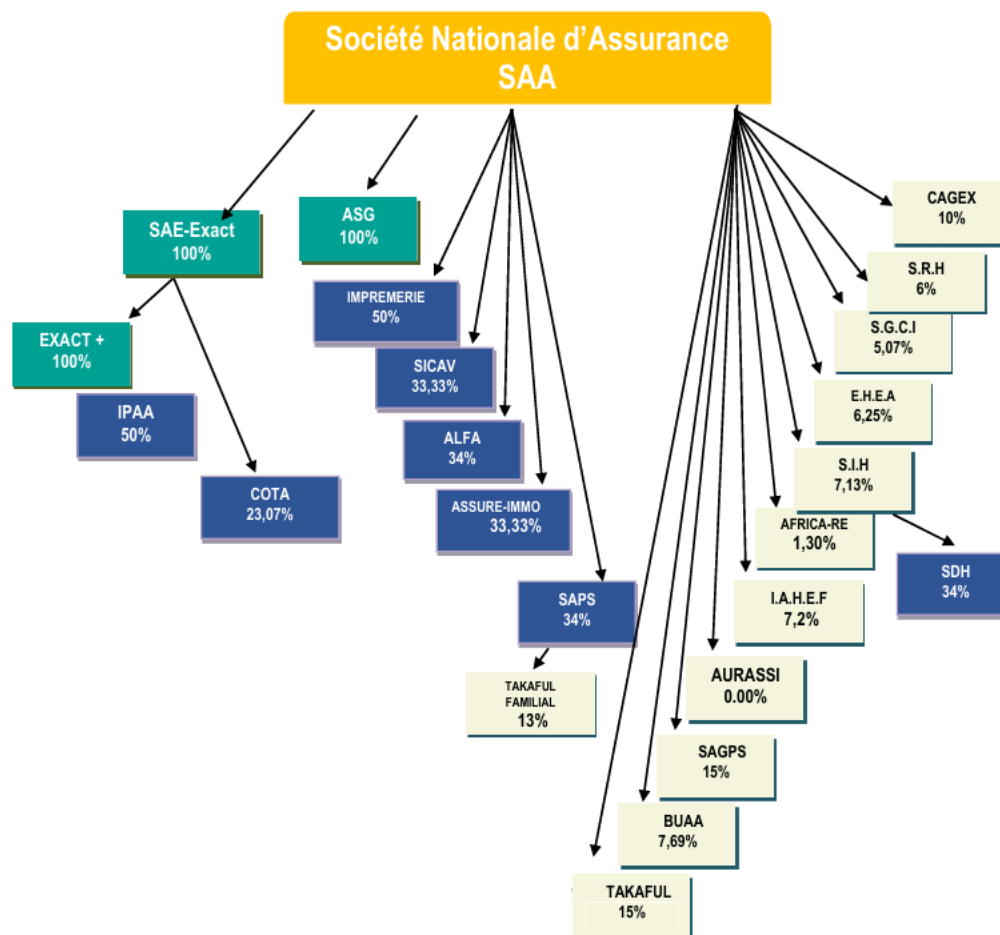 Société Nationale d’Assurance
SAA
CAGEX
10%
ASG
100%
SAE-Exact
100%
S.R.H
6%
IMPREMERIE
50%
S.G.C.I
5,07%
EXACT +
100%
SICAV
33,33%
E.H.E.A
6,25%
IPAA
50%
ALFA
34%
S.I.H
7,13%
COTA
23,07%
ASSURE-IMMO
33,33%
AFRICA-RE
1,30%
SDH
34%
SAPS
34%
I.A.H.E.F
7,2%
TAKAFUL
FAMILIAL
13%
AURASSI
0.00%
SAGPS
15%
BUAA
7,69%
TAKAFUL
15%